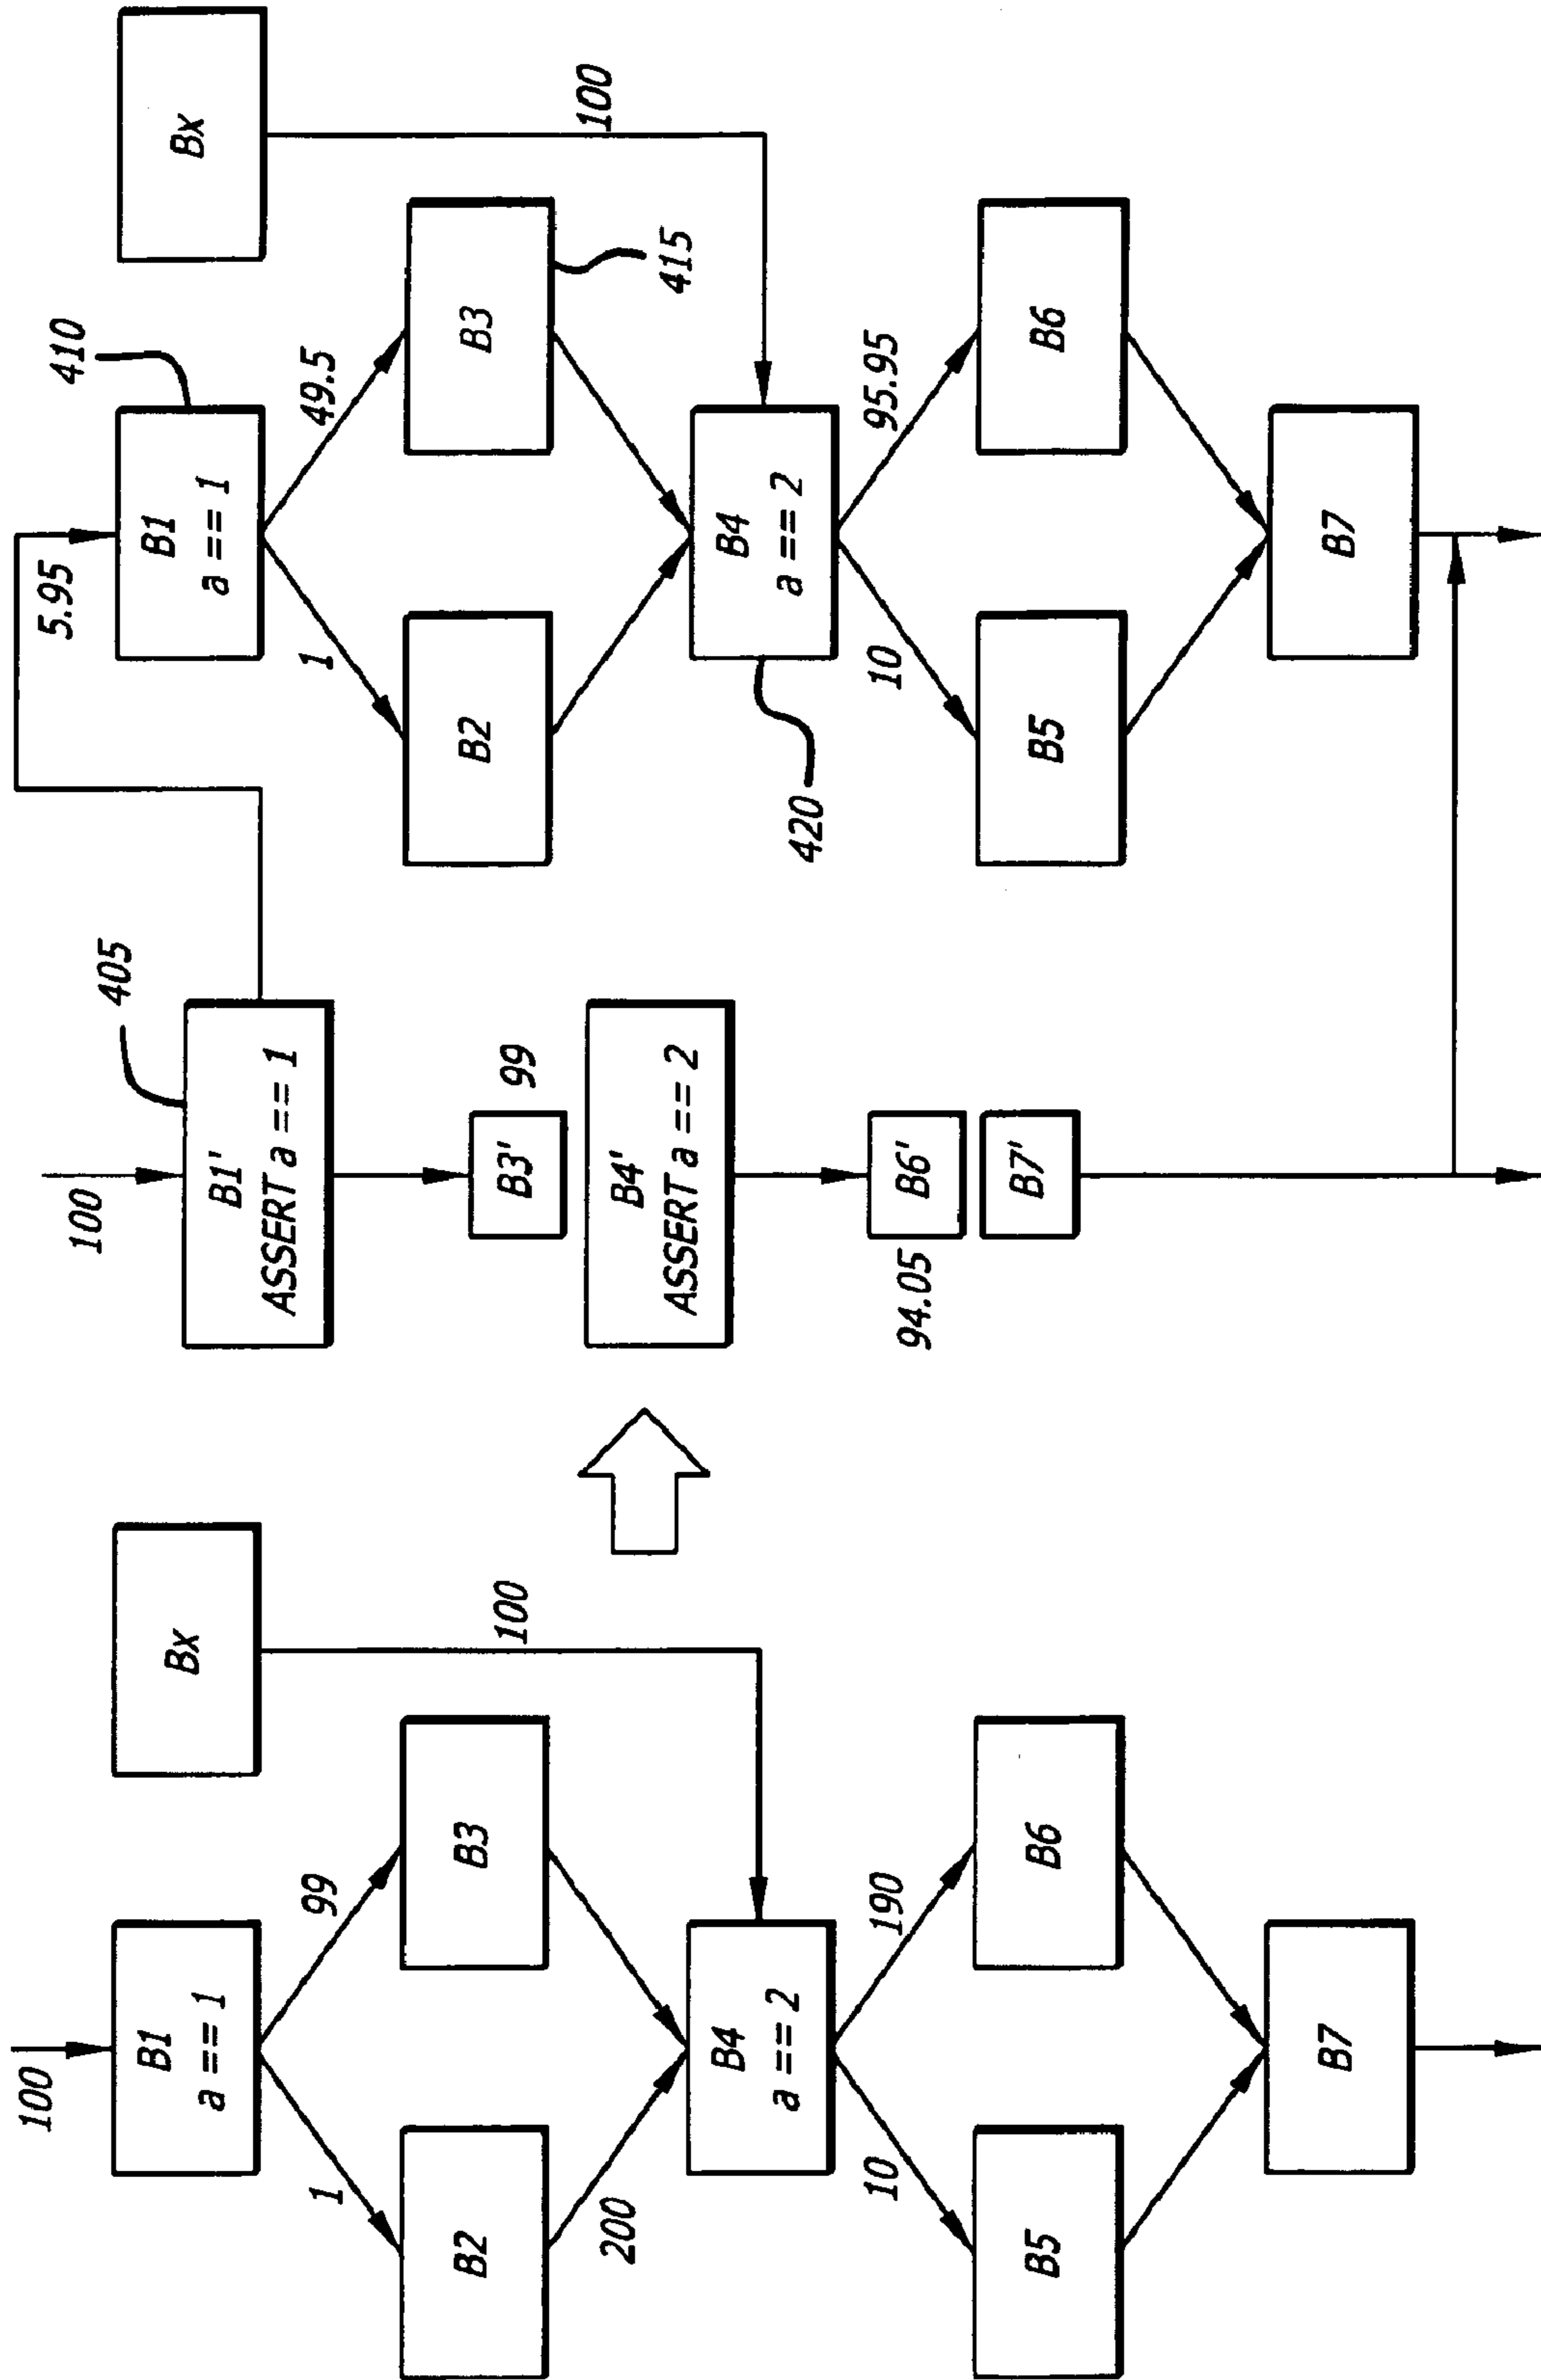 100
B1
a == 1
Bx
1
99
B2
B3
200
100
B4
a == 2
10
190
B5
B6
B7
100
405
B1'
ASSERT a == 1
B3'
99
B4'
ASSERT a == 2
94.05
B6'
B7'
5.95
410
B1
a == 1
Bx
1
49.5
B2
B3
415
100
B4
a == 2
420
10
95.95
B5
B6
B7